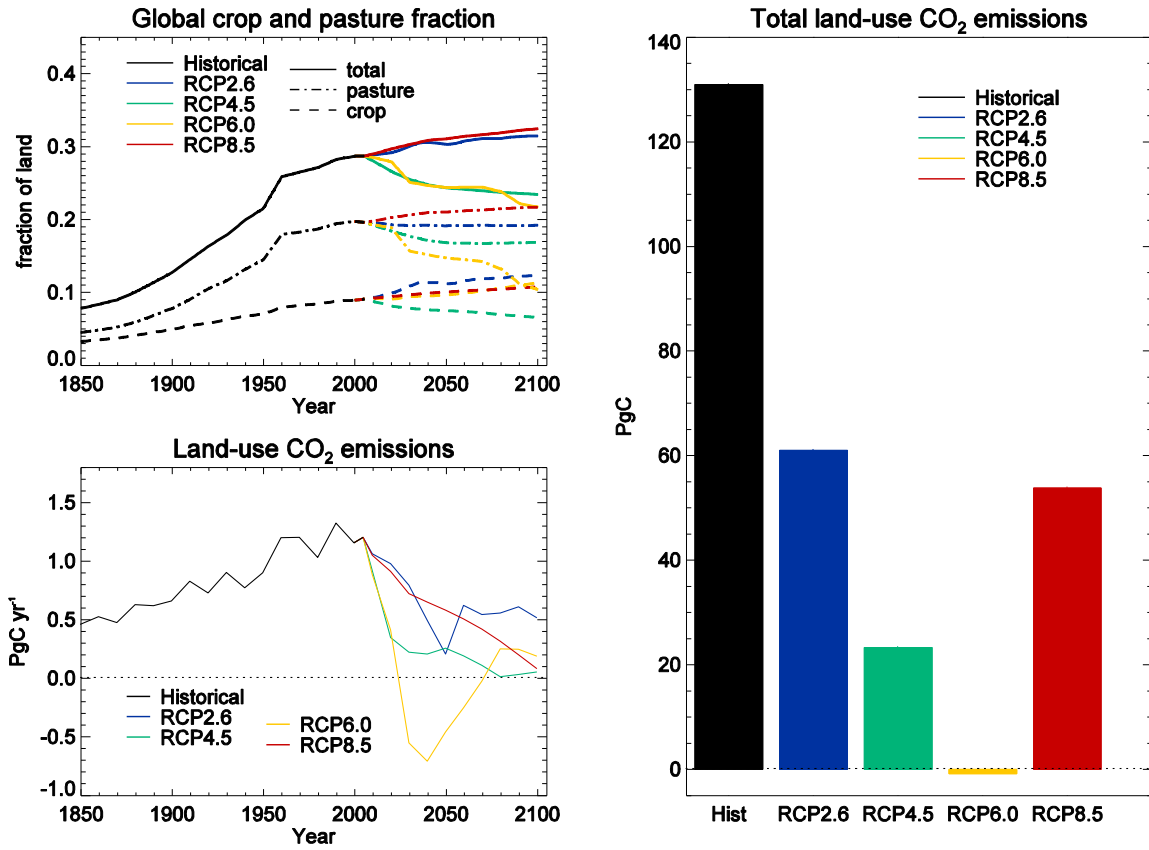 Global crop and pasture fraction
0.4
0.3
0.2
0.1
0.0
fraction of land
Historical
RCP2.6
RCP4.5
RCP6.0
RCP8.5
total
pasture
crop
1850 1900 1950 2000 2050 2100
Year
Land-use CO₂ emissions
1.5
1.0
0.5
0.0
-0.5
-1.0
PgC yr⁻¹
Historical
RCP2.6
RCP4.5
RCP6.0
RCP8.5
1850 1900 1950 2000 2050 2100
Year
Total land-use CO₂ emissions
140
120
100
80
60
40
20
0
PgC
Historical
RCP2.6
RCP4.5
RCP6.0
RCP8.5
Hist RCP2.6 RCP4.5 RCP6.0 RCP8.5